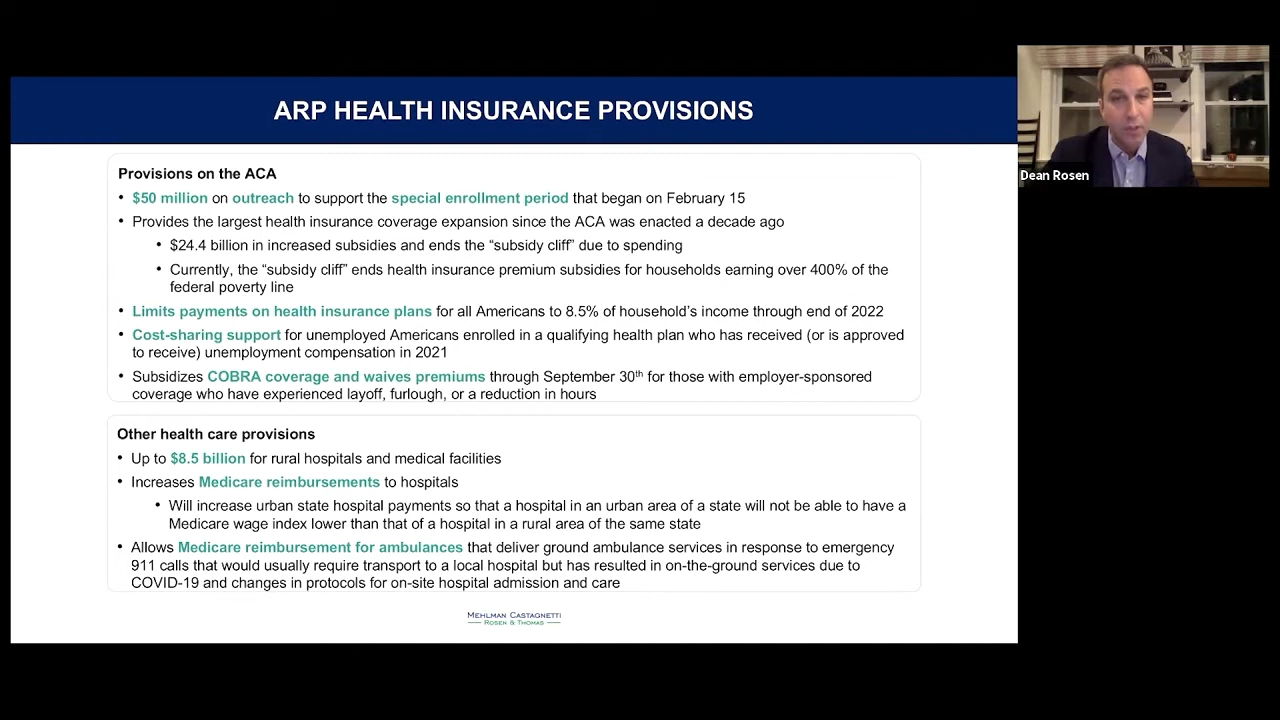 ARP HEALTH INSURANCE PROVISIONS
Provisions on the ACA
• $50 million on outreach to support the special enrollment period that began on February 15
• Provides the largest health insurance coverage expansion since the ACA was enacted a decade ago
• $24.4 billion in increased subsidies and ends the “subsidy cliff” due to spending
• Currently, the “subsidy cliff” ends health insurance premium subsidies for households earning over 400% of the
federal poverty line
• Limits payments on health insurance plans for all Americans to 8.5% of household’s income through end of 2022
• Cost-sharing support for unemployed Americans enrolled in a qualifying health plan who has received (or is approved
to receive) unemployment compensation in 2021
• Subsidizes COBRA coverage and waives premiums through September 30th for those with employer-sponsored
coverage who have experienced layoff, furlough, or a reduction in hours
Other health care provisions
• Up to $8.5 billion for rural hospitals and medical facilities
• Increases Medicare reimbursements to hospitals
• Will increase urban state hospital payments so that a hospital in an urban area of a state will not be able to have a
Medicare wage index lower than that of a hospital in a rural area of the same state
• Allows Medicare reimbursement for ambulances that deliver ground ambulance services in response to emergency
911 calls that would usually require transport to a local hospital but has resulted in on-the-ground services due to
COVID-19 and changes in protocols for on-site hospital admission and care
MEHLMAN CASTAGNETTI
ROSEN & THOMAS
Dean Rosen